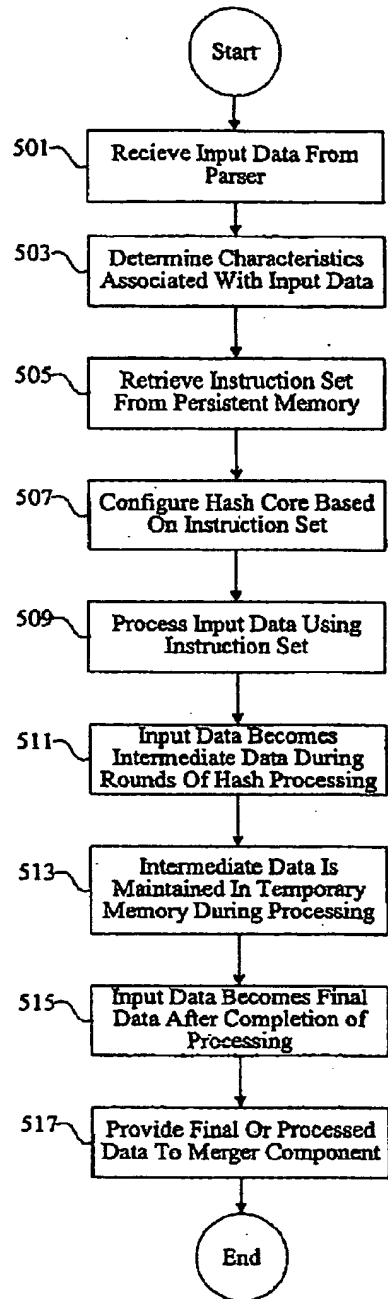 Start
501
Recieve Input Data From
Parser
503
Determine Characteristics
Associated With Input Data
505
Retrieve Instruction Set
From Persistent Memory
507
Configure Hash Core Based
On Instruction Set
509
Process Input Data Using
Instruction Set
511
Input Data Becomes
Intermediate Data During
Rounds Of Hash Processing
513
Intermediate Data Is
Maintained In Temporary
Memory During Processing
515
Input Data Becomes Final
Data After Completion of
Processing
517
Provide Final Or Processed
Data To Merger Component
End